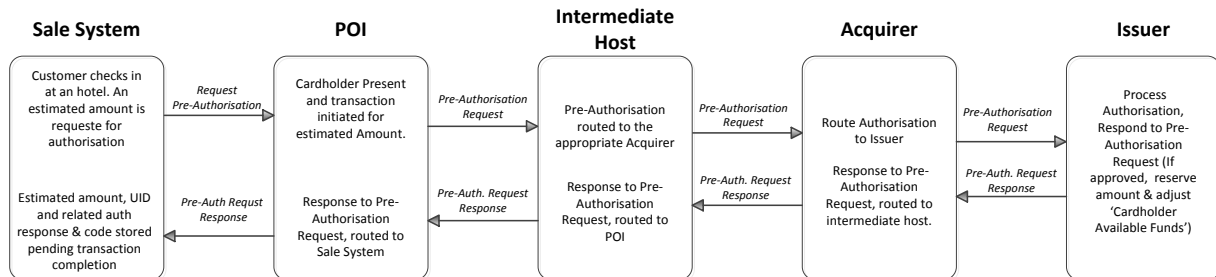 Sale System
POI
Intermediate
Host
Acquirer
Issuer
Customer checks in
at an hotel. An
estimated amount is
requeste for
authorisation
Estimated amount, UID
and related auth
response & code stored
pending transaction
completion
Request
Pre-Authorisation
Pre-Auth Requst
Response
Cardholder Present
and transaction
initiated for
estimated Amount.
Response to Pre-
Authorisation
Request, routed to
Sale System
Pre-Authorisation
Request
Pre-Auth. Request
Response
Pre-Authorisation
routed to the
appropriate Acquirer
Response to Pre-
Authorisation
Request, routed to
POI
Pre-Authorisation
Request
Pre-Auth. Request
Response
Route Authorisation
to Issuer
Response to Pre-
Authorisation
Request, routed to
intermediate host.
Pre-Authorisation
Request
Pre-Auth. Request
Response
Process
Authorisation,
Respond to Pre-
Authorisation
Request (If
approved, reserve
amount & adjust
‘Cardholder
Available Funds’)